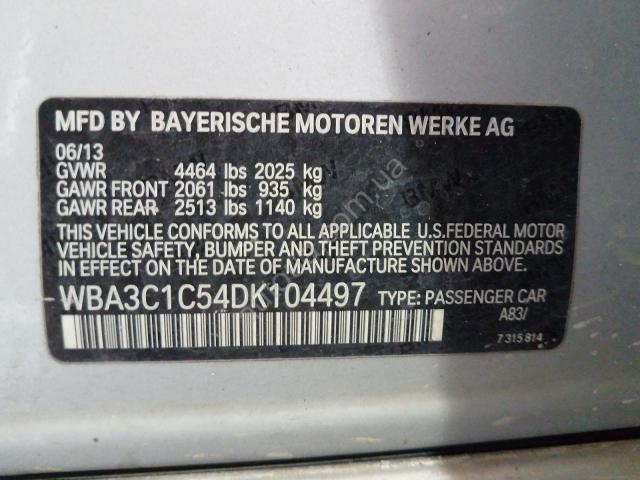 MFD BY BAYERISCHE MOTOREN WERKE AG
06/13
GVWR 4464 lbs 2025 kg
GAWR FRONT 2061 lbs 935 kg
GAWR REAR 2513 lbs 1140 kg
THIS VEHICLE CONFORMS TO ALL APPLICABLE U.S.FEDERAL MOTOR
VEHICLE SAFETY, BUMPER AND THEFT PREVENTION STANDARDS
IN EFFECT ON THE DATE OF MANUFACTURE SHOWN ABOVE.
WBA3C1C54DK104497 TYPE: PASSENGER CAR
A83/
7315814